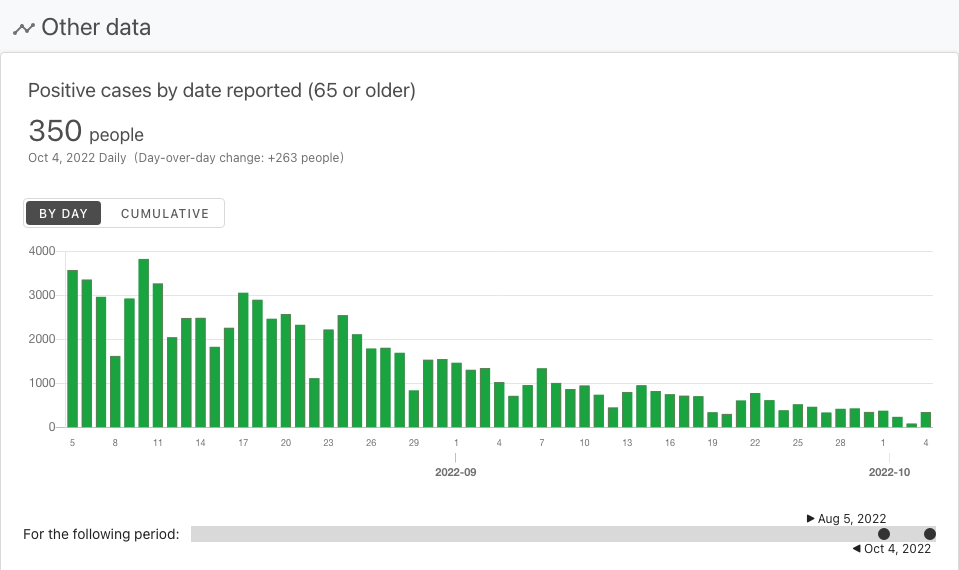 Other data
Positive cases by date reported (65 or older)
350 people
Oct 4, 2022 Daily (Day-over-day change: +263 people)
BY DAY CUMULATIVE
4000
3000
2000
1000
0
5 8 11 14 17 20 23 26 29 1 4 7 10 13 16 19 22 25 28 1 4
2022-09 2022-10
▶ Aug 5, 2022
For the following period:
◀ Oct 4, 2022